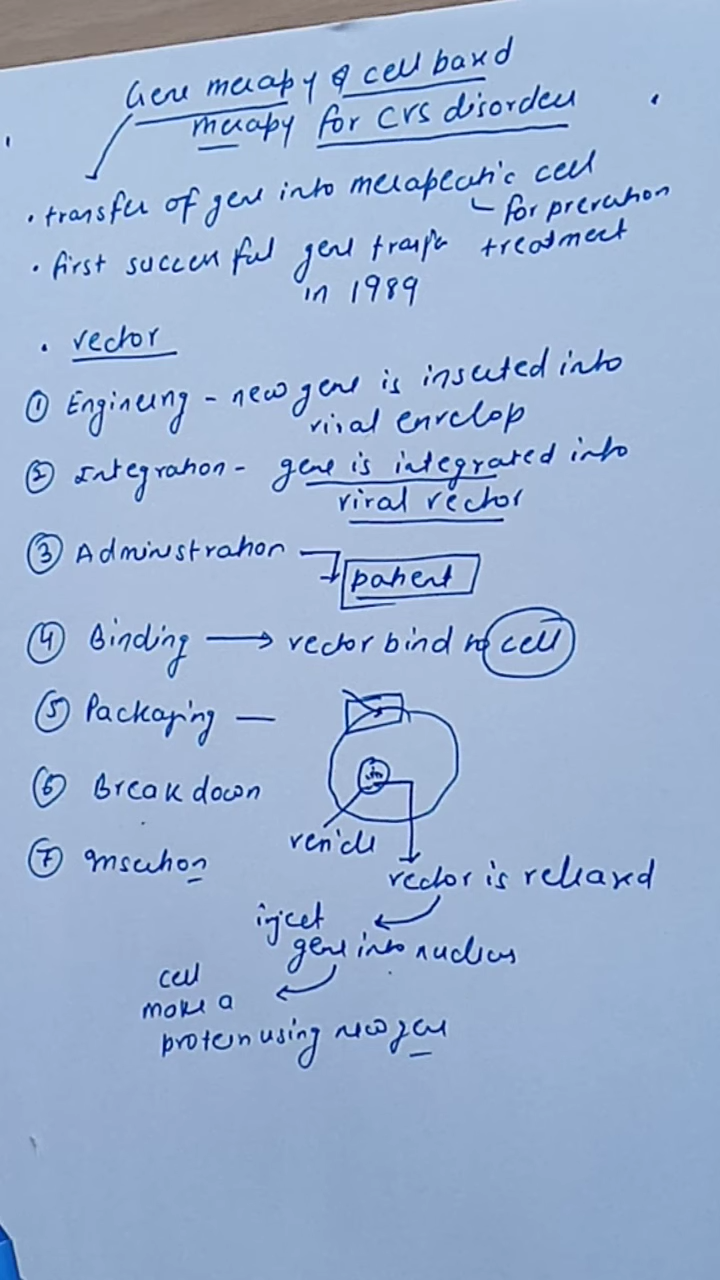 Gene therapy & cell based
therapy for CVS disorder
• transfer of gene into therapeutic cell
for prevention
• first successful gene transfer treatment
in 1989
• vector
① Engineering - new gene is inserted into
viral envelop
② Integration - gene is integrated into
viral vector
③ Administration
patient
④ Binding → vector bind to cell
⑤ Packaging —
⑥ Break down
vesicle
⑦ Insertion
vector is released
inject
gene into nucleus
cell
make a
protein using new gene